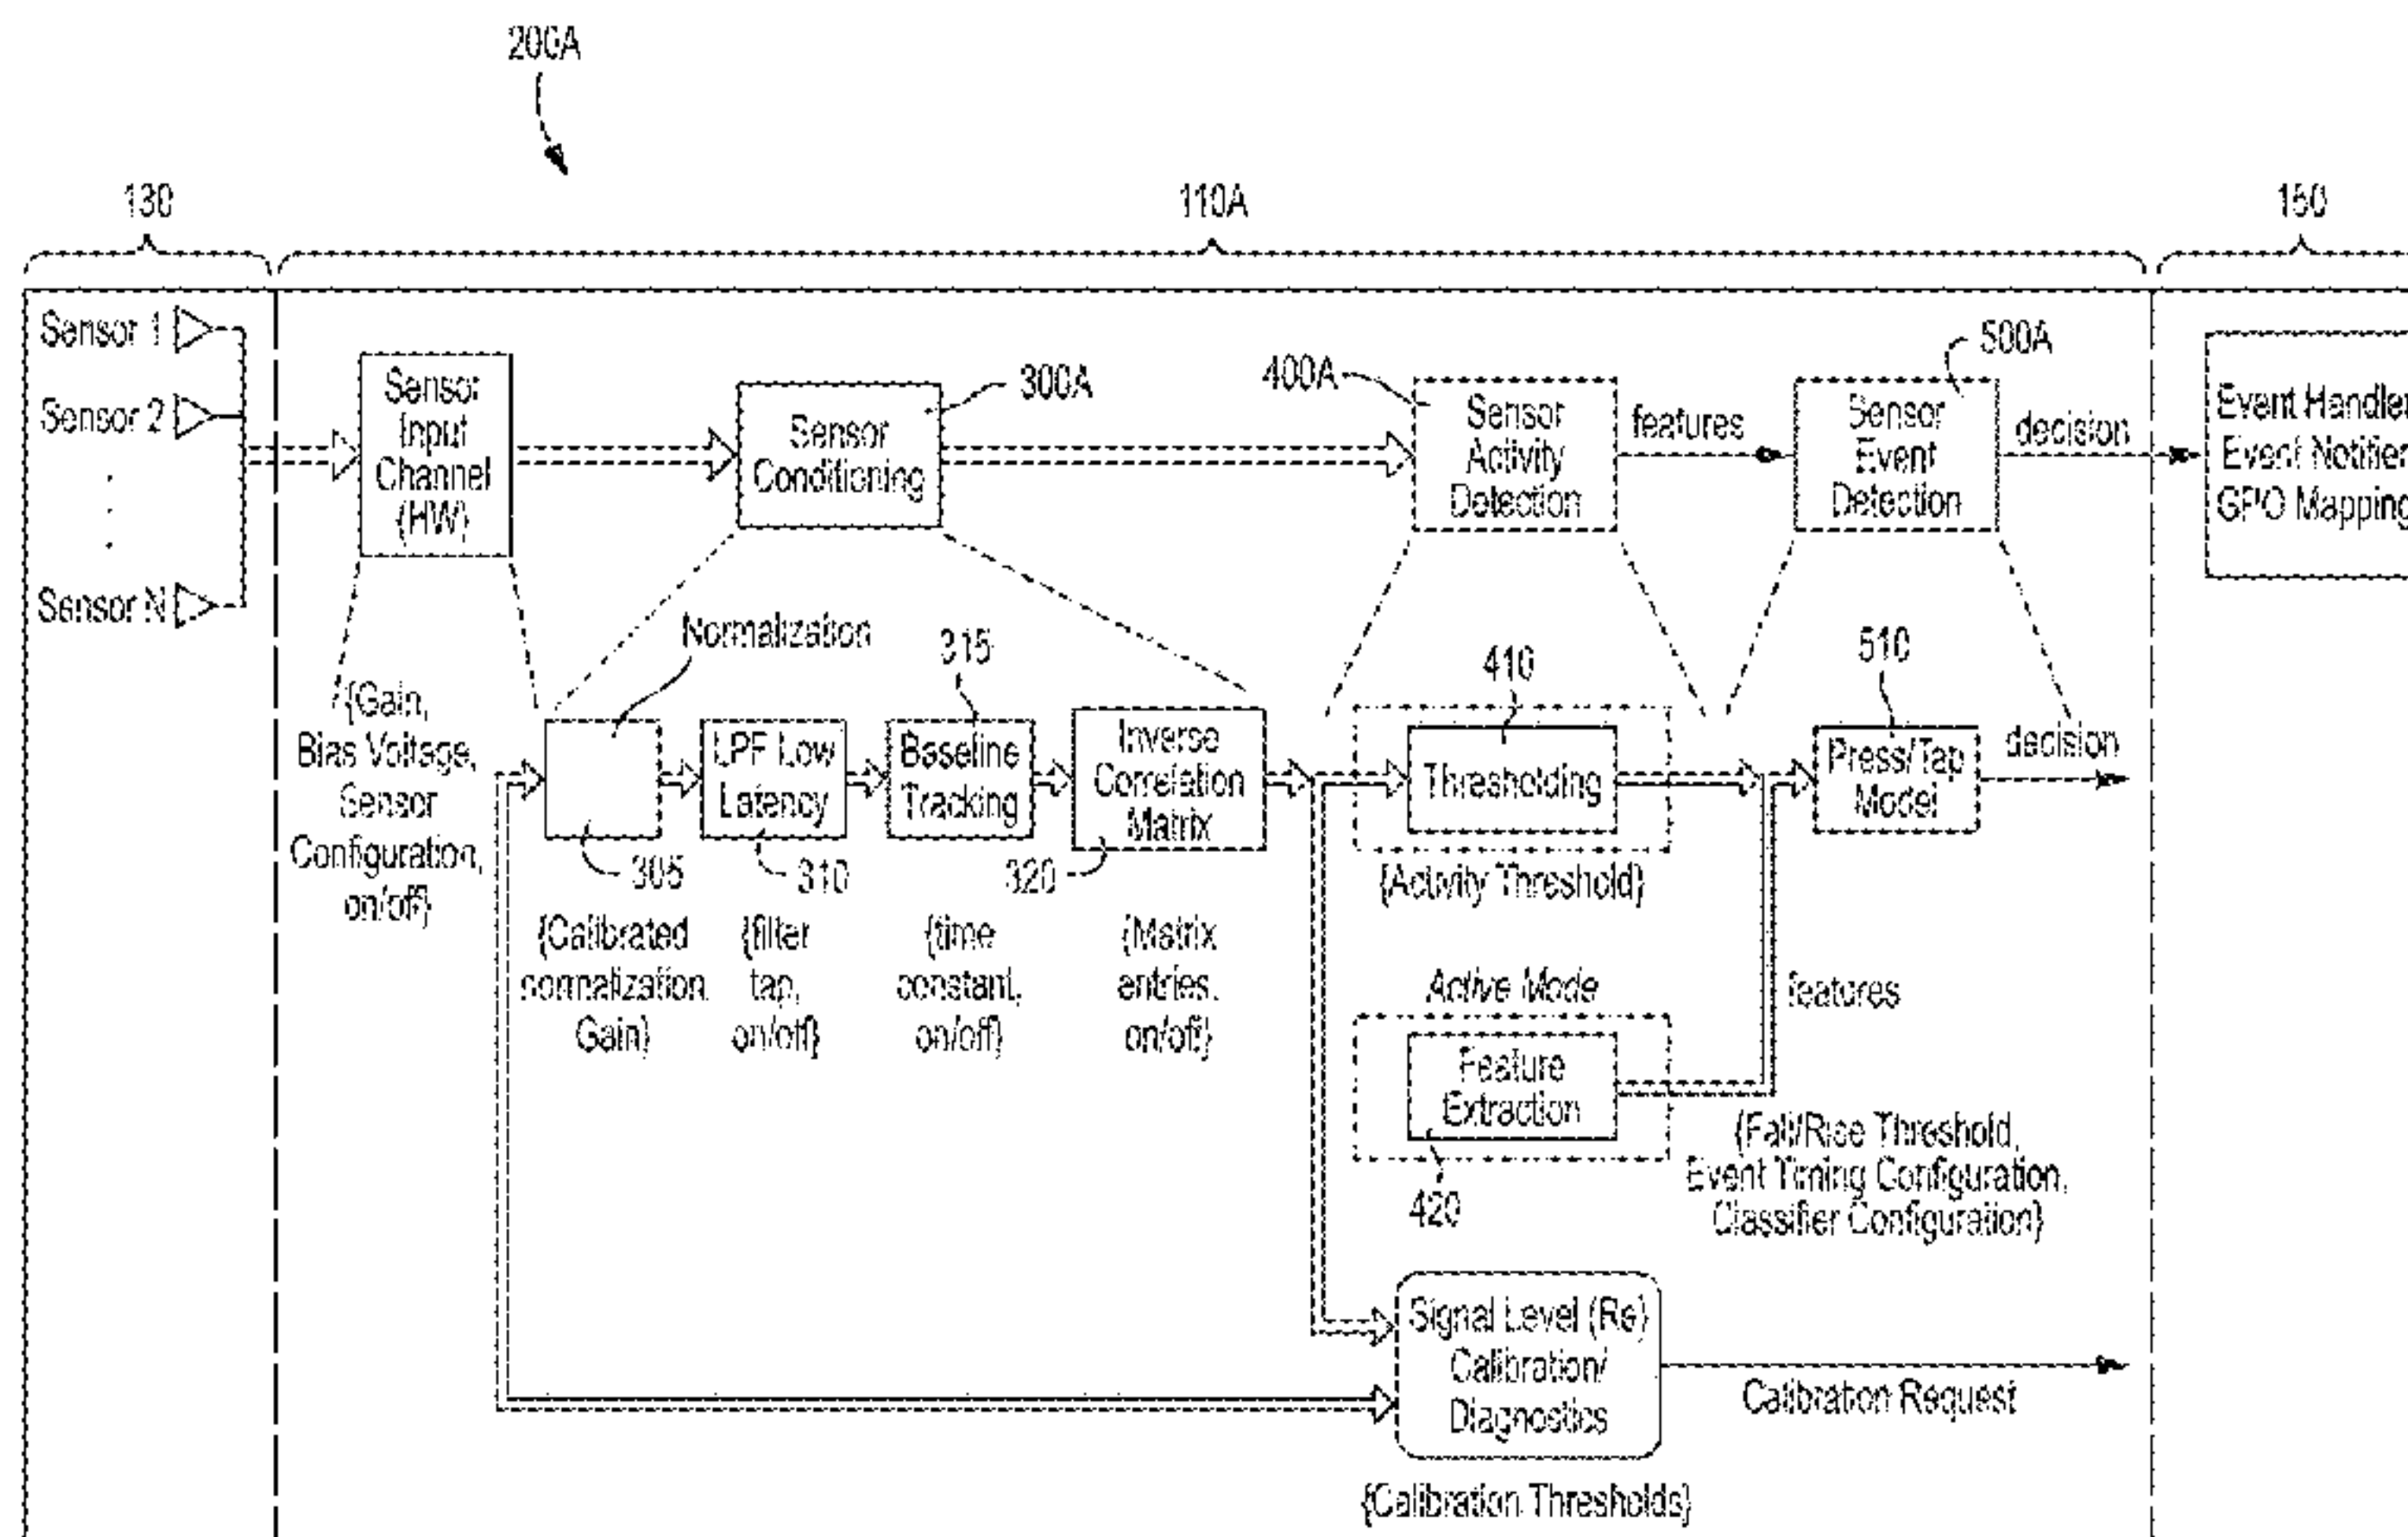 200A
130
110A
150
Sensor 1
Sensor 2
Sensor N
Sensor
Input
Channel
(HW)
Sensor
Conditioning
300A
400A
Sensor
Activity
Detection
features
500A
Sensor
Event
Detection
decision
Event Handler
Event Notifier
GPIO Mapping
{Gain,
Bias Voltage,
Sensor
Configuration,
on/off}
Normalization
305
{Calibrated
normalization
Gain}
LPF Low
Latency
310
{filter
tap,
on/off}
315
Baseline
Tracking
{time
constant,
on/off}
Inverse
Correlation
Matrix
320
{Matrix
entries,
on/off}
410
Thresholding
{Activity Threshold}
Active Mode
Feature
Extraction
420
features
510
Press/Tap
Model
decision
{Fall/Rise Threshold,
Event Timing Configuration,
Classifier Configuration}
Signal Level (Re)
Calibration/
Diagnostics
Calibration Request
{Calibration Thresholds}